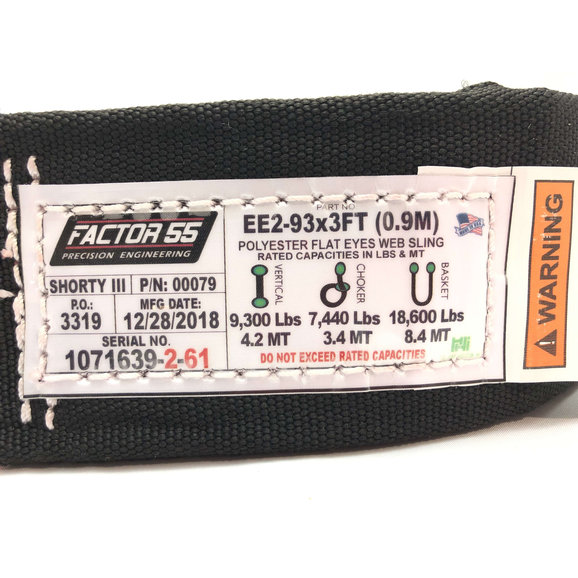 FACTOR 55
PRECISION ENGINEERING
SHORTY III P/N: 00079
P.O.: MFG DATE:
3319 12/28/2018
SERIAL NO.
1071639-2-61
PART NO
EE2-93x3FT (0.9M)
POLYESTER FLAT EYES WEB SLING
RATED CAPACITIES IN LBS & MT
VERTICAL
CHOKER
BASKET
9,300 Lbs 7,440 Lbs 18,600 Lbs
4.2 MT 3.4 MT 8.4 MT
DO NOT EXCEED RATED CAPACITIES
WARNING